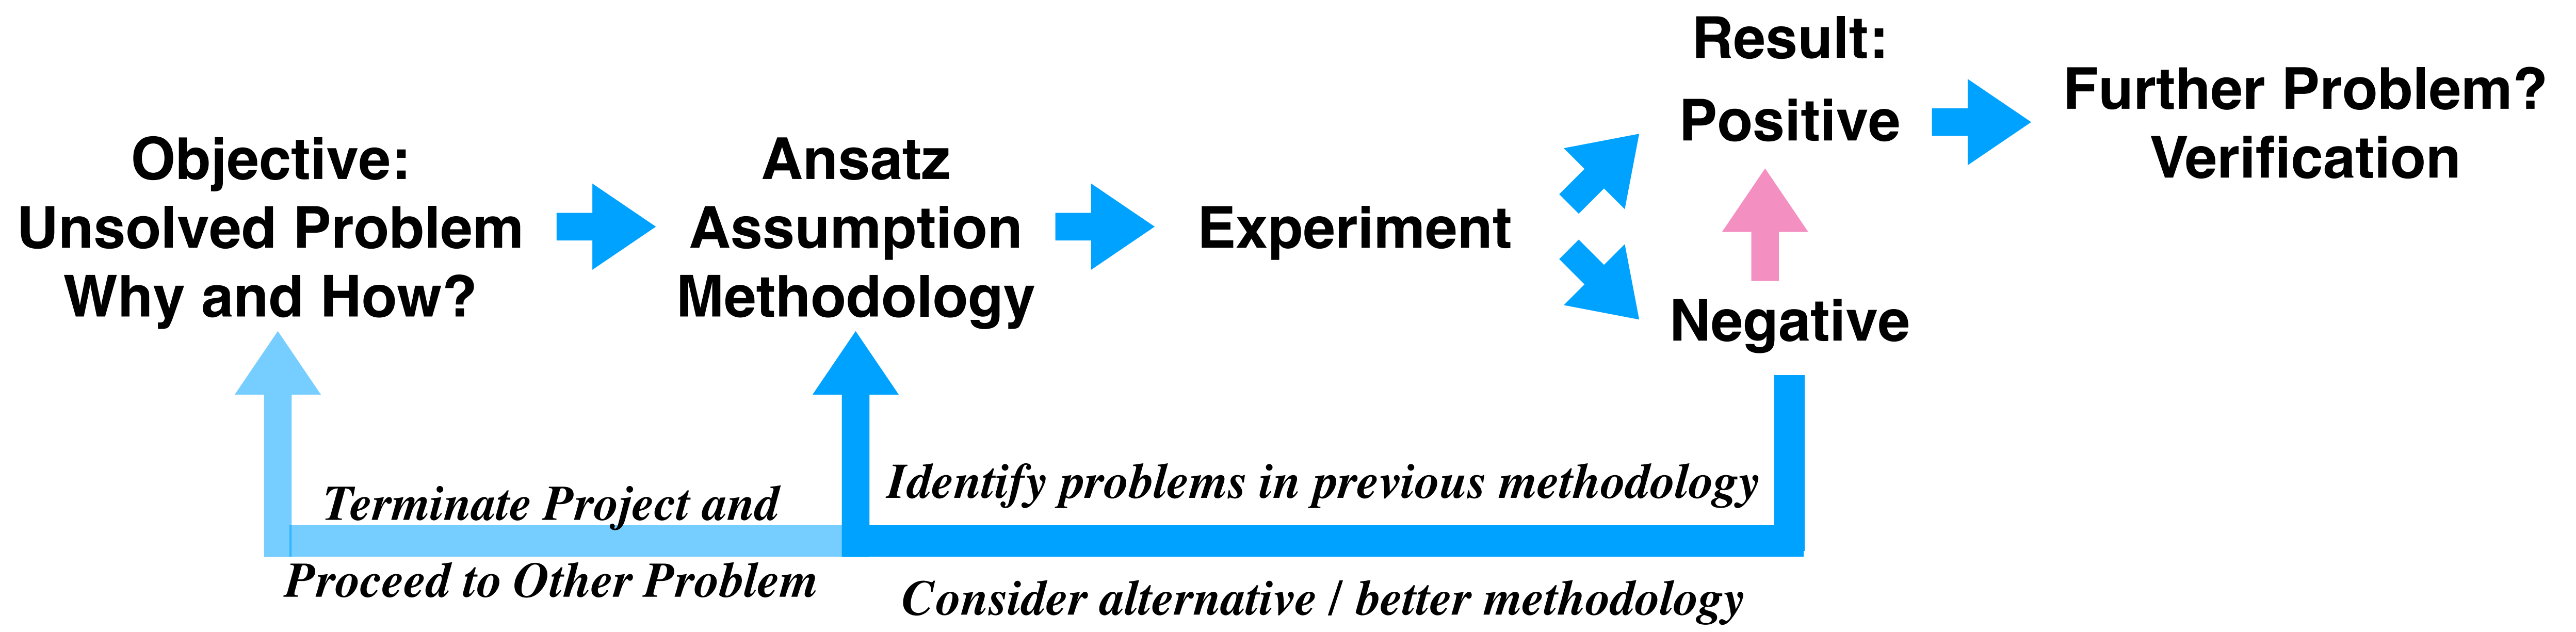 Objective:
Unsolved Problem
Why and How?
Ansatz
Assumption
Methodology
Experiment
Result:
Positive
Negative
Further Problem?
Verification
Terminate Project and
Proceed to Other Problem
Identify problems in previous methodology
Consider alternative / better methodology